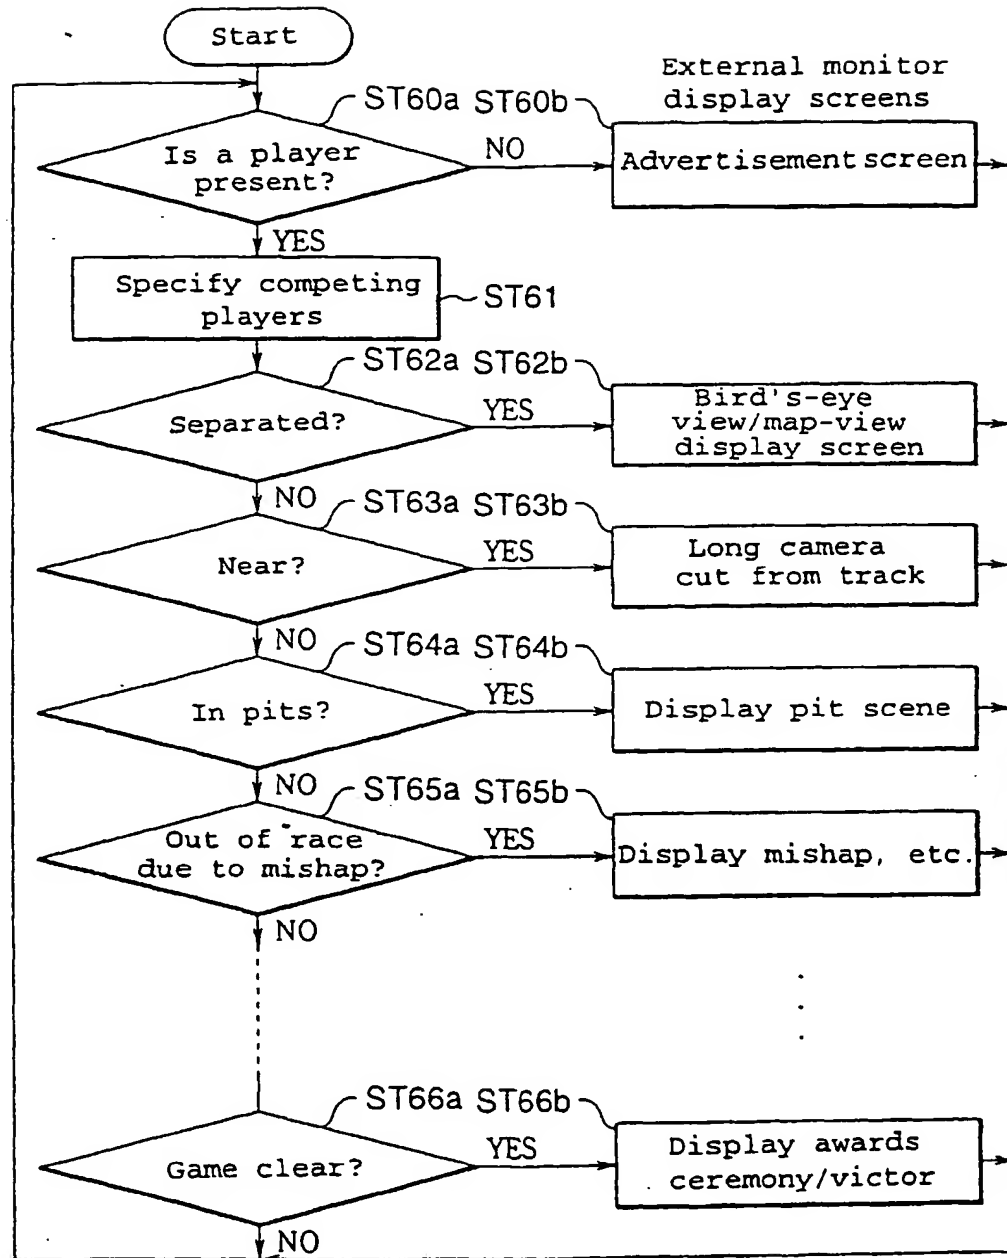 Start
External monitor
display screens
ST60a ST60b
Is a player
present?
NO
Advertisement screen
YES
Specify competing
players
ST61
ST62a ST62b
Separated?
YES
Bird's-eye
view/map-view
display screen
NO
ST63a ST63b
Near?
YES
Long camera
cut from track
NO
ST64a ST64b
In pits?
YES
Display pit scene
NO
ST65a ST65b
Out of race
due to mishap?
YES
Display mishap, etc.
NO
ST66a ST66b
Game clear?
YES
Display awards
ceremony/victor
NO